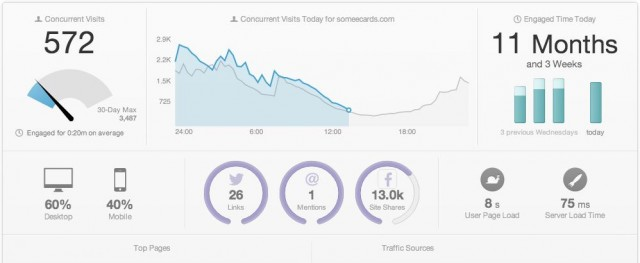 Concurrent Visits
572
30-Day Max
3,487
Engaged for 0:20m on average
Concurrent Visits Today for someecards.com
2.9K
2.2K
1.5K
725
24:00
6:00
12:00
18:00
Engaged Time Today
11 Months
and 3 Weeks
3 previous Wednesdays
today
60%
Desktop
40%
Mobile
26
Links
@
1
Mentions
f
13.0k
Site Shares
8 s
User Page Load
75 ms
Server Load Time
Top Pages
Traffic Sources